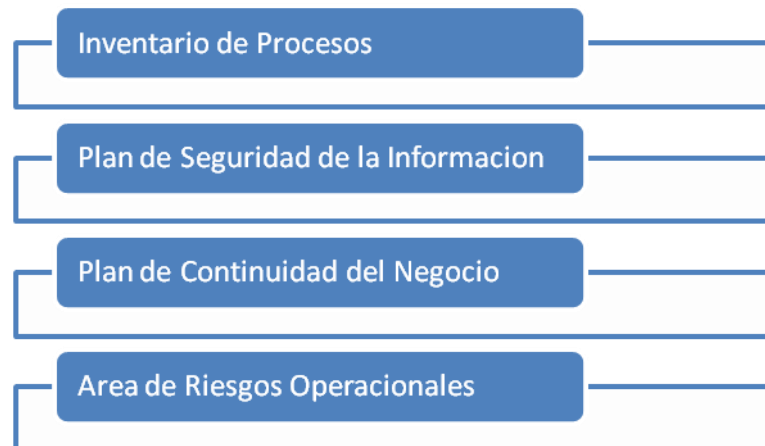 Inventario de Procesos
Plan de Seguridad de la Informacion
Plan de Continuidad del Negocio
Area de Riesgos Operacionales